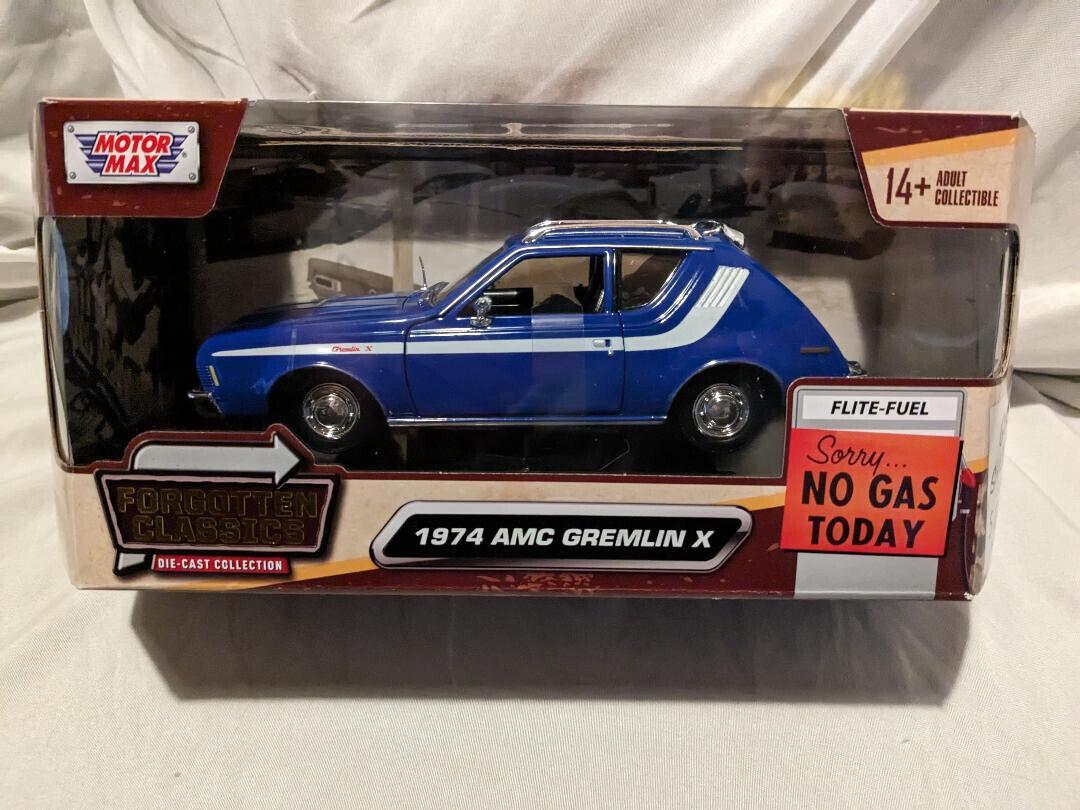 MOTOR
MAX
®
14+ ADULT
COLLECTIBLE
Gremlin X
FLITE-FUEL
Sorry...
NO GAS
TODAY
FORGOTTEN
CLASSICS
DIE-CAST COLLECTION
1974 AMC GREMLIN X